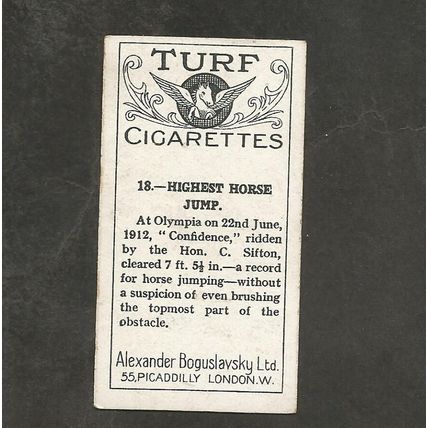 TURF
CIGARETTES
18.—HIGHEST HORSE
JUMP.
At Olympia on 22nd June,
1912, "Confidence," ridden
by the Hon. C. Sifton,
cleared 7 ft. 5½ in.—a record
for horse jumping—without
a suspicion of even brushing
the topmost part of the
obstacle.
Alexander Boguslavsky Ltd.
55, PICCADILLY LONDON.W.